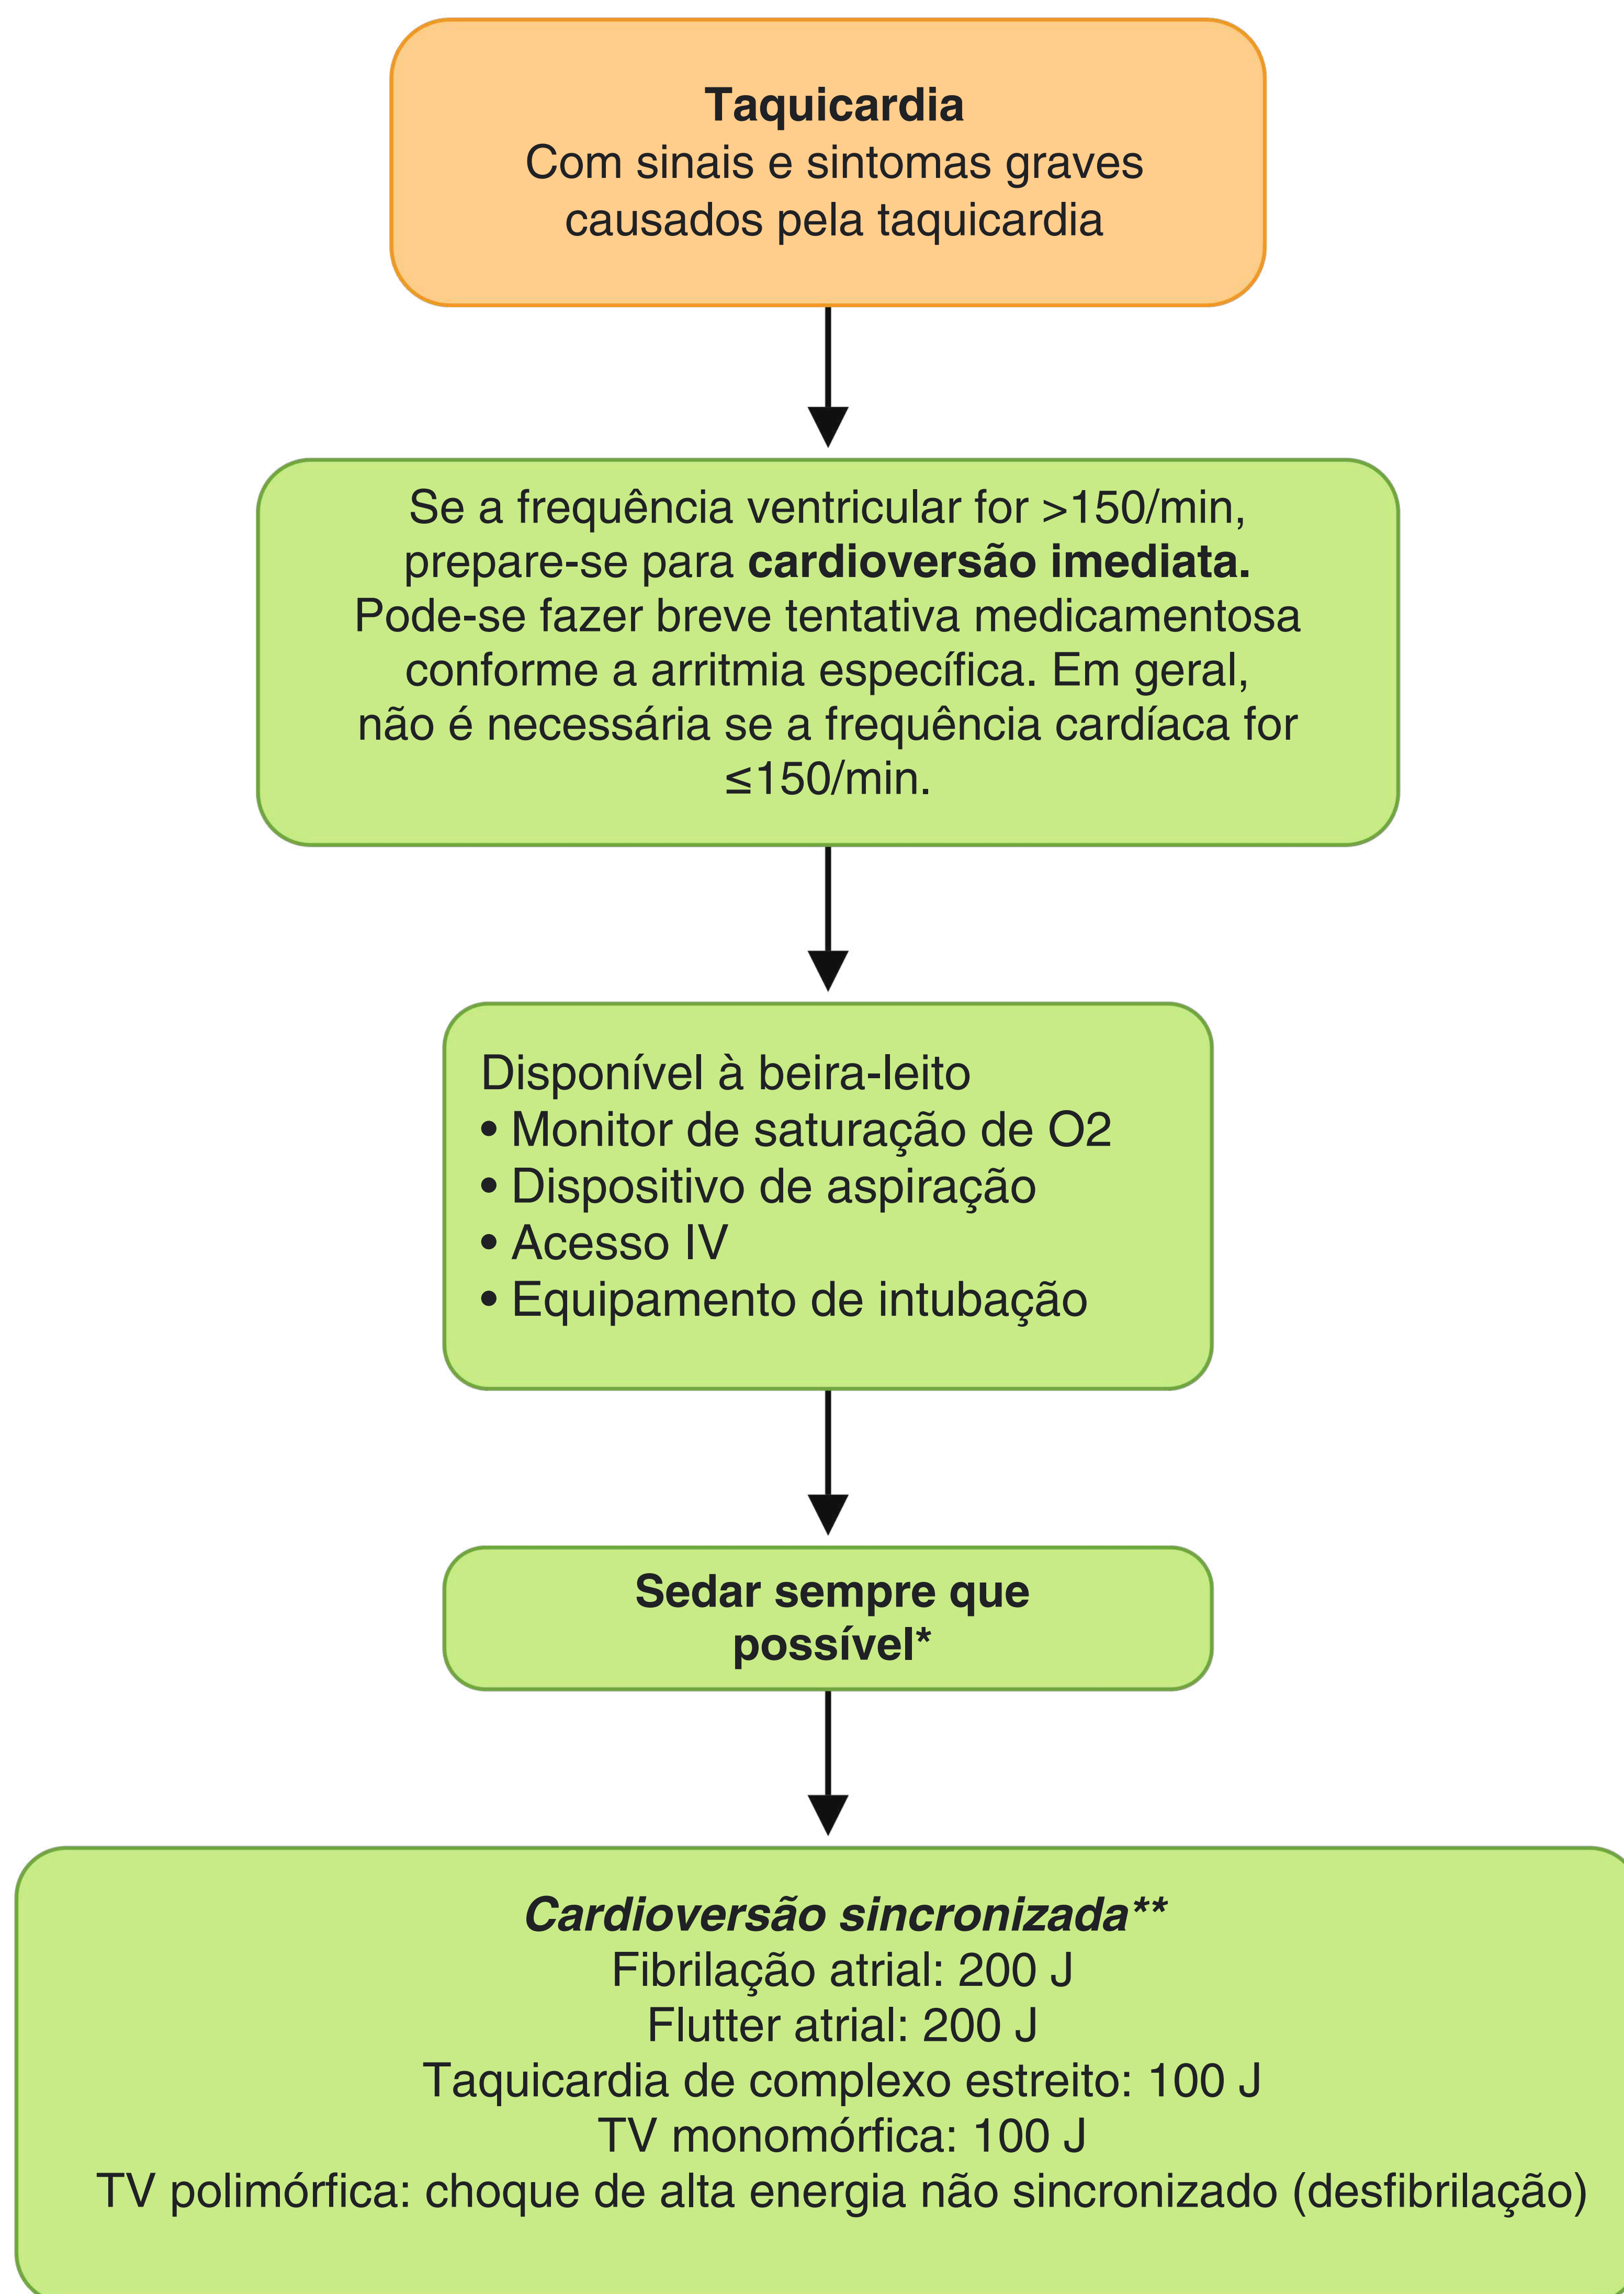 Taquicardia
Com sinais e sintomas graves
causados pela taquicardia
Se a frequência ventricular for >150/min,
prepare-se para cardioversão imediata.
Pode-se fazer breve tentativa medicamentosa
conforme a arritmia específica. Em geral,
não é necessária se a frequência cardíaca for
≤150/min.
Disponível à beira-leito
• Monitor de saturação de O2
• Dispositivo de aspiração
• Acesso IV
• Equipamento de intubação
Sedar sempre que
possível*
Cardioversão sincronizada**
Fibrilação atrial: 200 J
Flutter atrial: 200 J
Taquicardia de complexo estreito: 100 J
TV monomórfica: 100 J
TV polimórfica: choque de alta energia não sincronizado (desfibrilação)